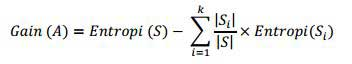 Gain (A) = Entropi (S) − ∑_{i=1}^{k} |S_i|/|S| × Entropi(S_i)